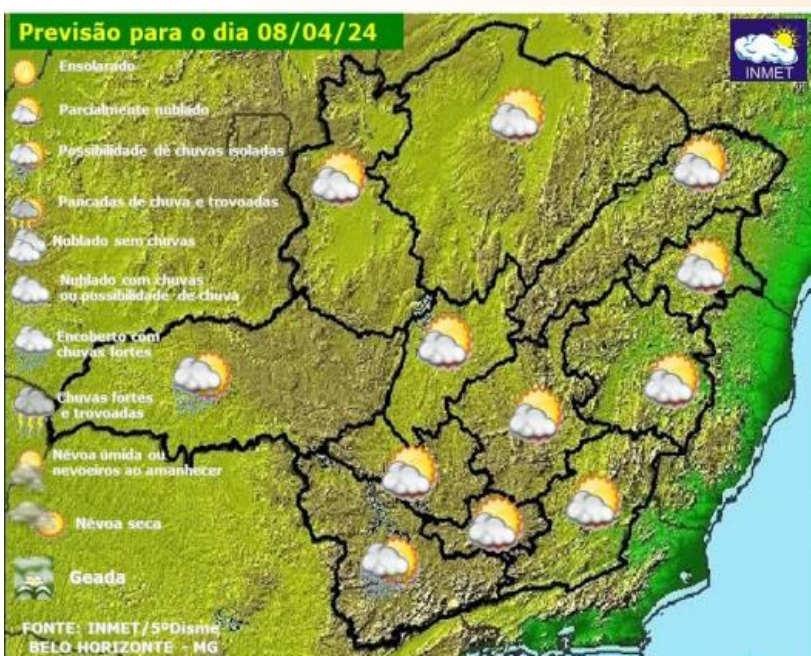 Previsão para o dia 08/04/24
INMET
Ensolarado
Parcialmente nublado
Possibilidade de chuvas isoladas
Pancadas de chuva e trovoadas
Noblado sem chuvas
Nublado com chuvas
ou possibilidade de chuva
Encoberto com
chuvas fortes
Chuvas fortes
e trovoadas
Névoa úmida ou
nevoeiros ao amanhecer
Névoa seca
Geada
FONTE: INMET/5ºDisme
BELO HORIZONTE - MG